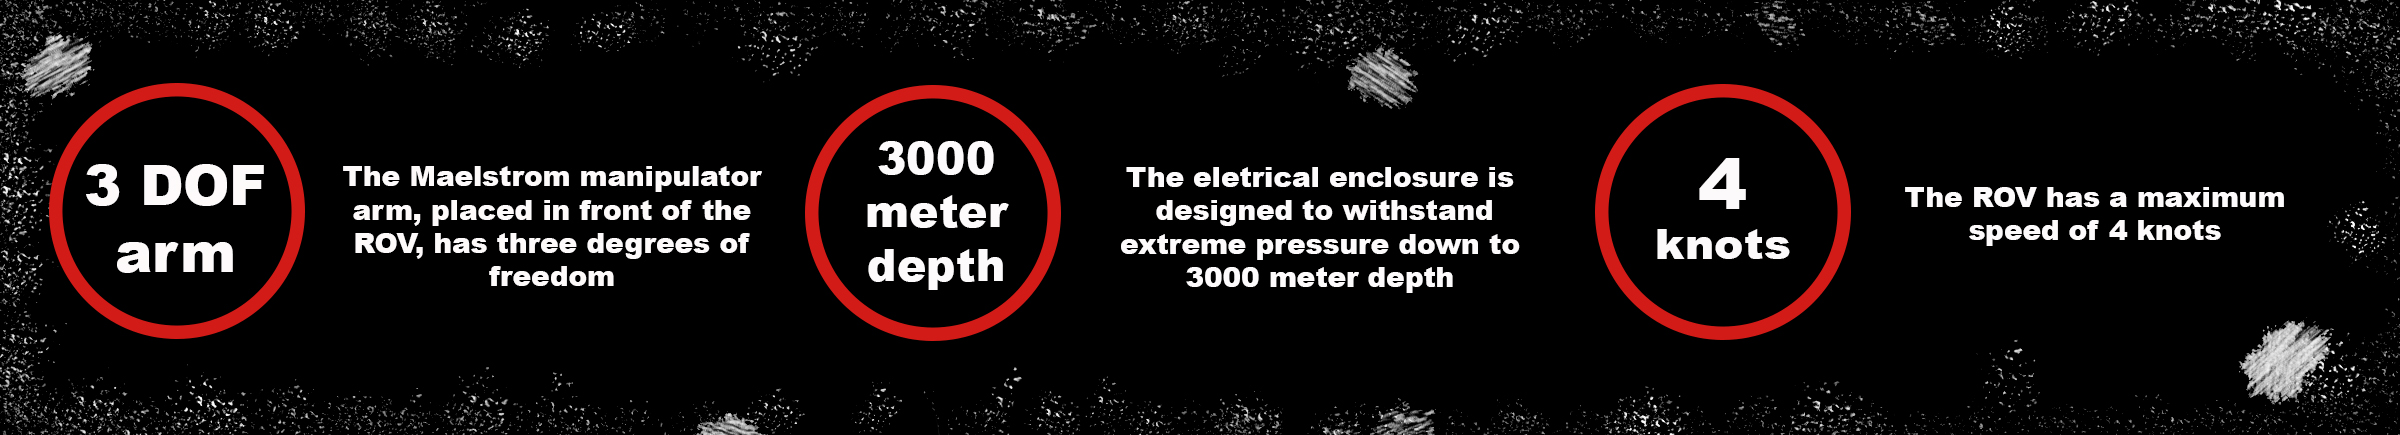 3 DOF
arm
The Maelstrom manipulator
arm, placed in front of the
ROV, has three degrees of
freedom
3000
meter
depth
The eletrical enclosure is
designed to withstand
extreme pressure down to
3000 meter depth
4
knots
The ROV has a maximum
speed of 4 knots